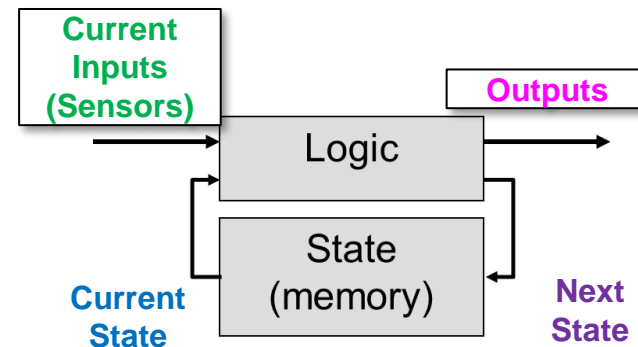 Current
Inputs
(Sensors)
Outputs
Logic
State
(memory)
Current
State
Next
State